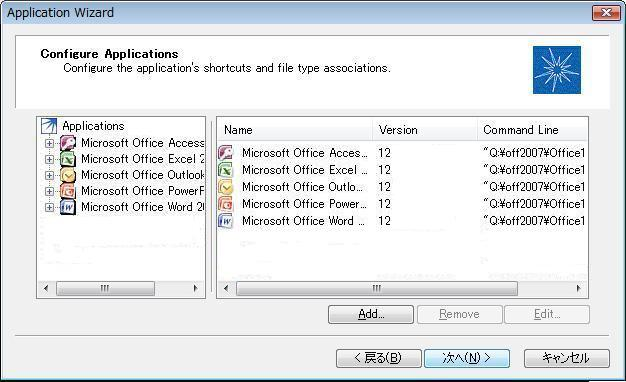 Application Wizard
Configure Applications
Configure the application's shortcuts and file type associations.
Applications
Microsoft Office Access
Microsoft Office Excel 2
Microsoft Office Outlook
Microsoft Office PowerP
Microsoft Office Word 20
Name Version Command Line
Microsoft Office Acces... 12 "Q:¥off2007¥Office1
Microsoft Office Excel ... 12 "Q:¥off2007¥Office1
Microsoft Office Outlo... 12 "Q:¥off2007¥Office1
Microsoft Office Power... 12 "Q:¥off2007¥Office1
Microsoft Office Word ... 12 "Q:¥off2007¥Office1
Add... Remove Edit...
< 戻る(B) 次へ(N) > キャンセル